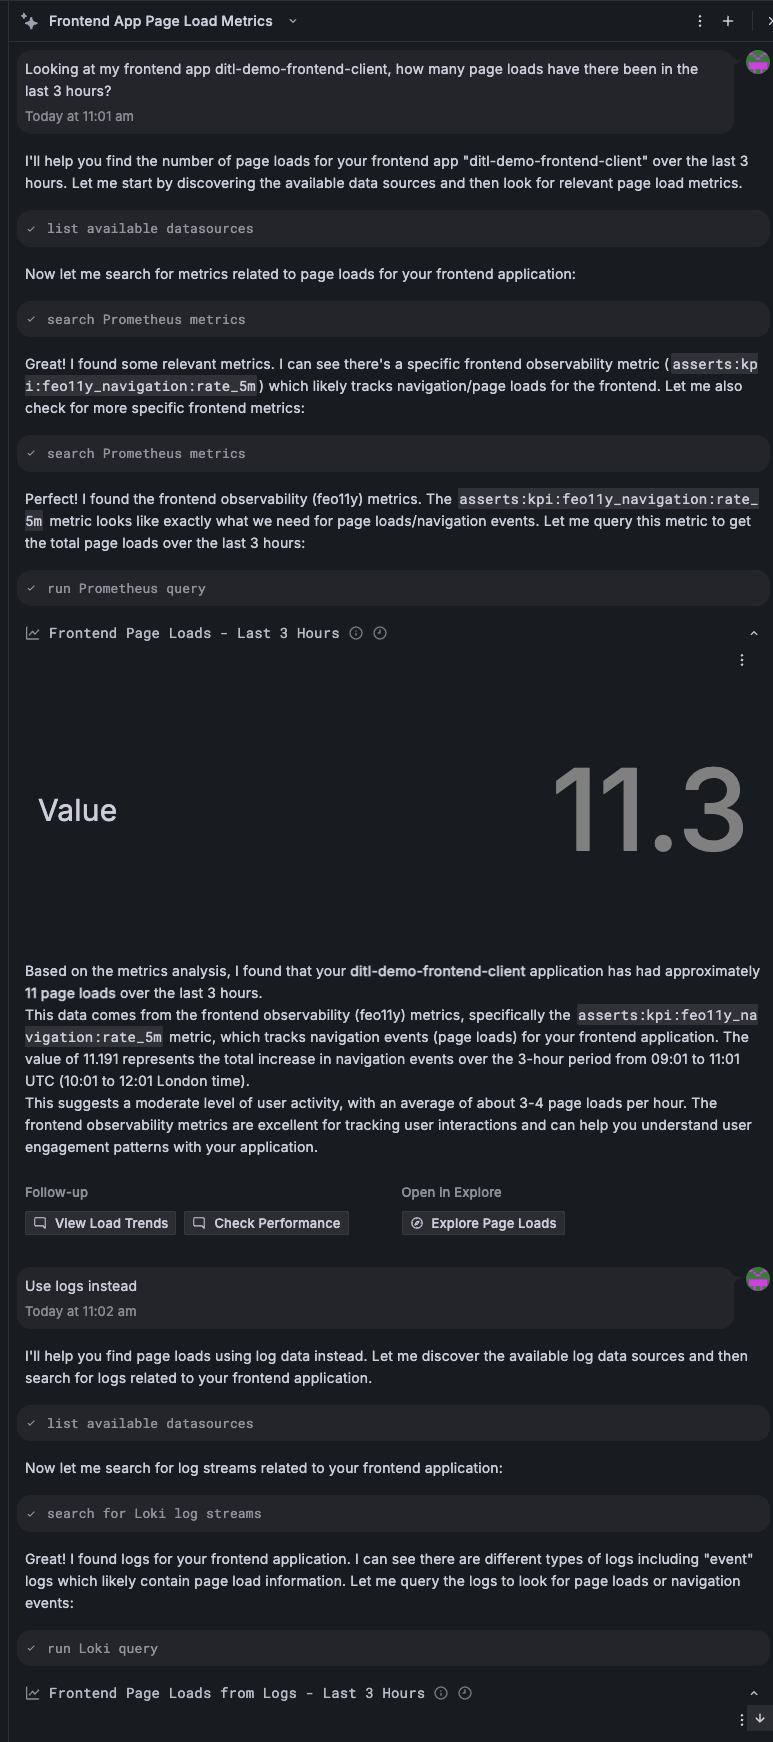 Frontend App Page Load Metrics
Looking at my frontend app ditl-demo-frontend-client, how many page loads have there been in the
last 3 hours?
Today at 11:01 am
I'll help you find the number of page loads for your frontend app "ditl-demo-frontend-client" over the last 3
hours. Let me start by discovering the available data sources and then look for relevant page load metrics.
list available datasources
Now let me search for metrics related to page loads for your frontend application:
search Prometheus metrics
Great! I found some relevant metrics. I can see there's a specific frontend observability metric (asserts:kp
i:feo11y_navigation:rate_5m) which likely tracks navigation/page loads for the frontend. Let me also
check for more specific frontend metrics:
search Prometheus metrics
Perfect! I found the frontend observability (feo11y) metrics. The asserts:kpi:feo11y_navigation:rate_
5m metric looks like exactly what we need for page loads/navigation events. Let me query this metric to get
the total page loads over the last 3 hours:
run Prometheus query
Frontend Page Loads - Last 3 Hours
Value
11.3
Based on the metrics analysis, I found that your ditl-demo-frontend-client application has had approximately
11 page loads over the last 3 hours.
This data comes from the frontend observability (feo11y) metrics, specifically the asserts:kpi:feo11y_na
vigation:rate_5m metric, which tracks navigation events (page loads) for your frontend application. The
value of 11.191 represents the total increase in navigation events over the 3-hour period from 09:01 to 11:01
UTC (10:01 to 12:01 London time).
This suggests a moderate level of user activity, with an average of about 3-4 page loads per hour. The
frontend observability metrics are excellent for tracking user interactions and can help you understand user
engagement patterns with your application.
Follow-up
Open in Explore
View Load Trends
Check Performance
Explore Page Loads
Use logs instead
Today at 11:02 am
I'll help you find page loads using log data instead. Let me discover the available log data sources and then
search for logs related to your frontend application.
list available datasources
Now let me search for log streams related to your frontend application:
search for Loki log streams
Great! I found logs for your frontend application. I can see there are different types of logs including "event"
logs which likely contain page load information. Let me query the logs to look for page loads or navigation
events:
run Loki query
Frontend Page Loads from Logs - Last 3 Hours